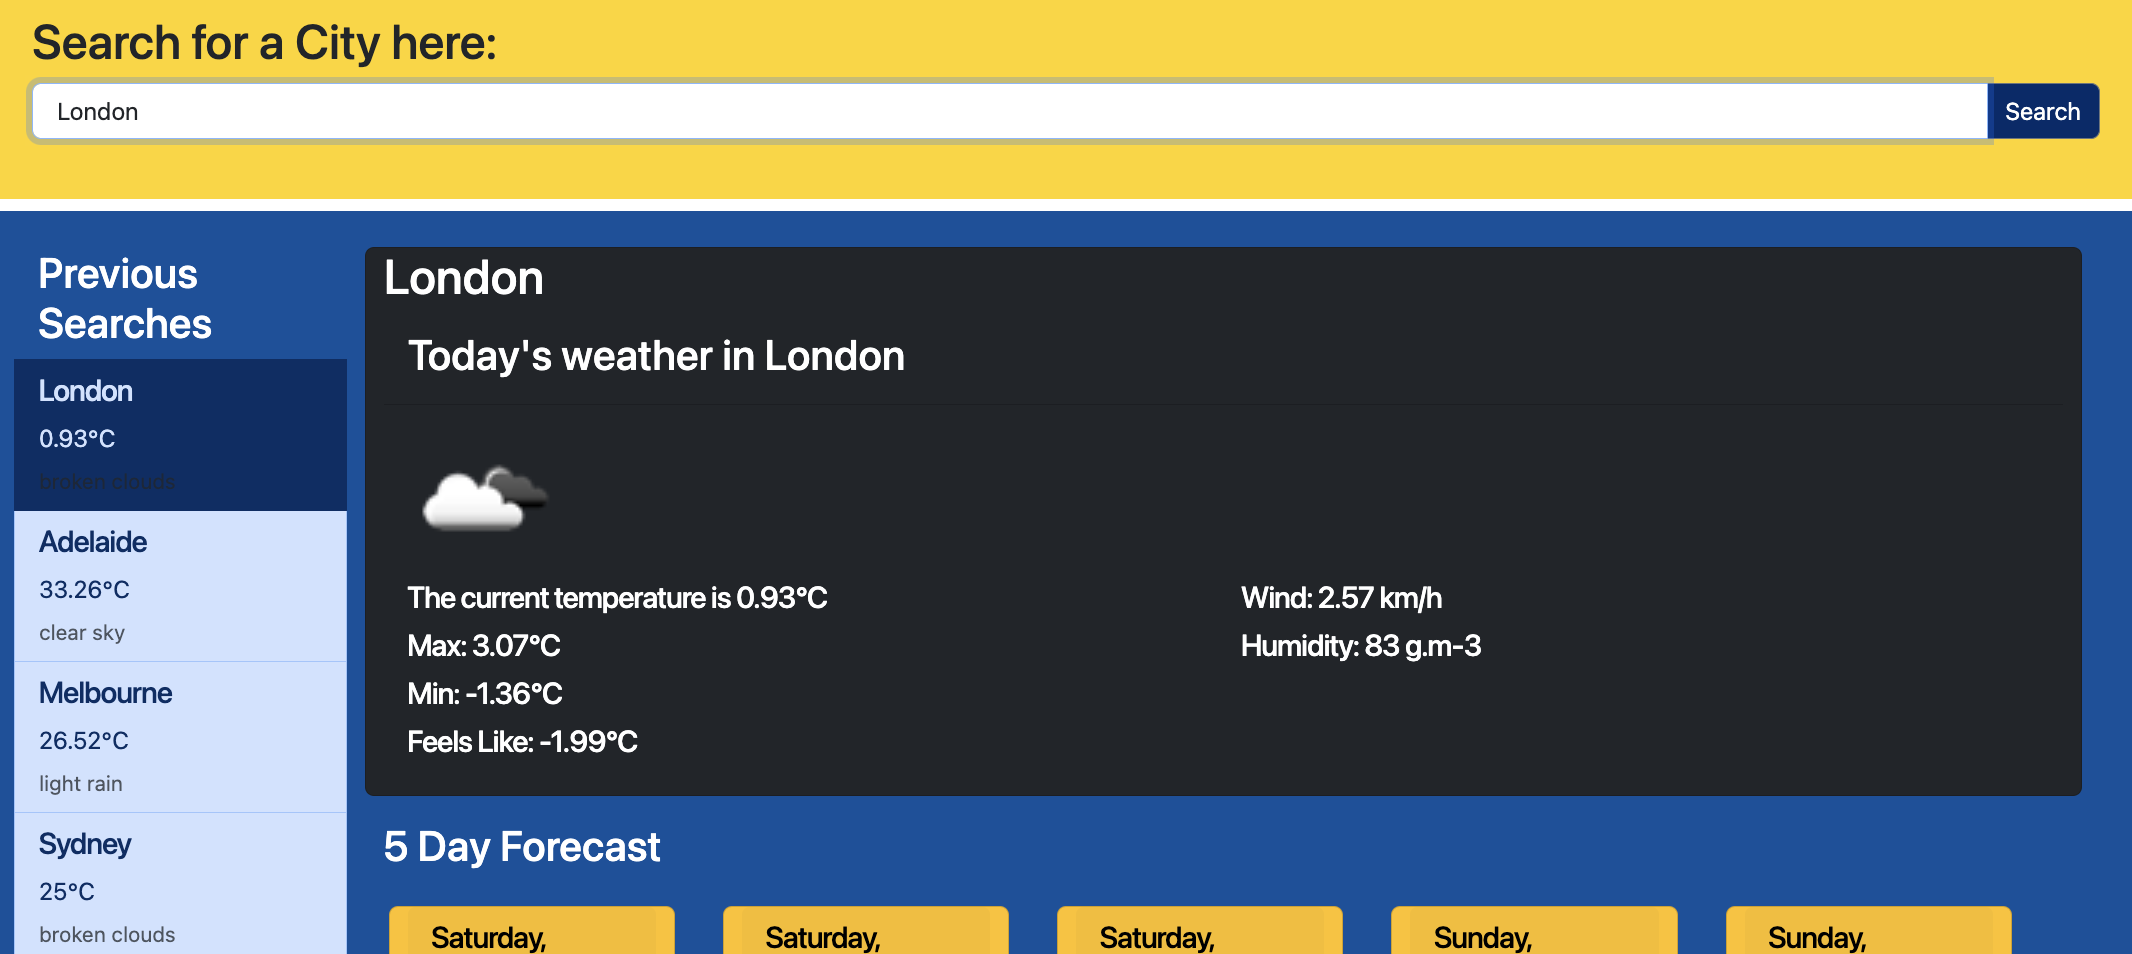 Search for a City here:
London
Search
Previous
Searches
London
0.93°C
broken clouds
Adelaide
33.26°C
clear sky
Melbourne
26.52°C
light rain
Sydney
25°C
broken clouds
London
Today's weather in London
The current temperature is 0.93°C
Max: 3.07°C
Min: -1.36°C
Feels Like: -1.99°C
Wind: 2.57 km/h
Humidity: 83 g.m-3
5 Day Forecast
Saturday,
Saturday,
Saturday,
Sunday,
Sunday,